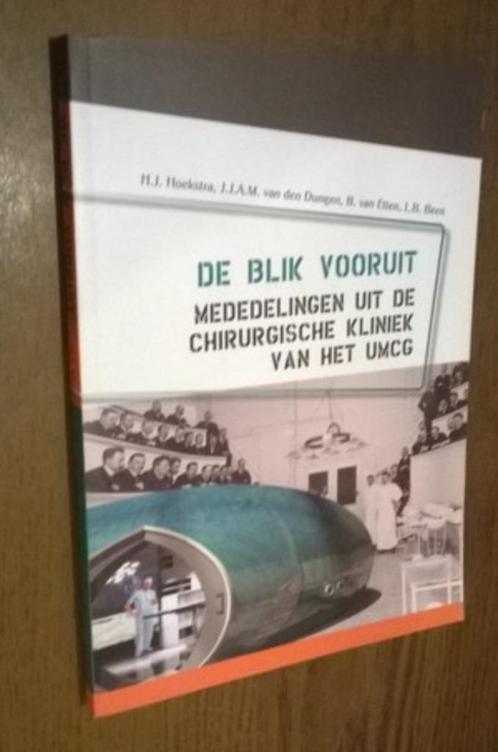 H.J. Hoekstra, J.J.A.M. van den Dungen, B. van Etten, L.B. Been
DE BLIK VOORUIT
MEDEDELINGEN UIT DE
CHIRURGISCHE KLINIEK
VAN HET UMCG